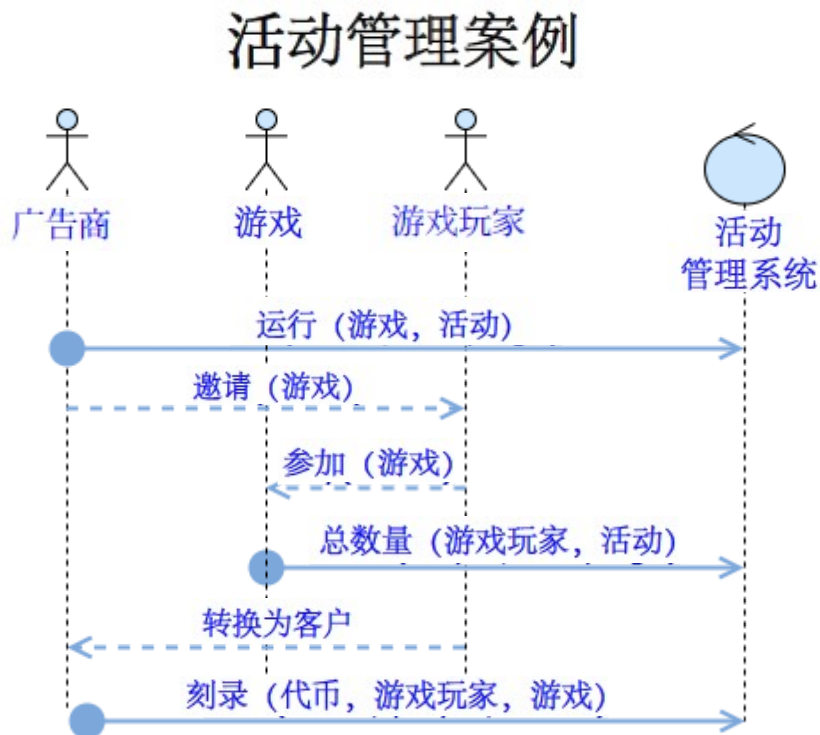 活动管理案例
广告商
游戏
游戏玩家
活动
管理系统
运行 (游戏, 活动)
邀请 (游戏)
参加 (游戏)
总数量 (游戏玩家, 活动)
转换为客户
刻录 (代币, 游戏玩家, 游戏)